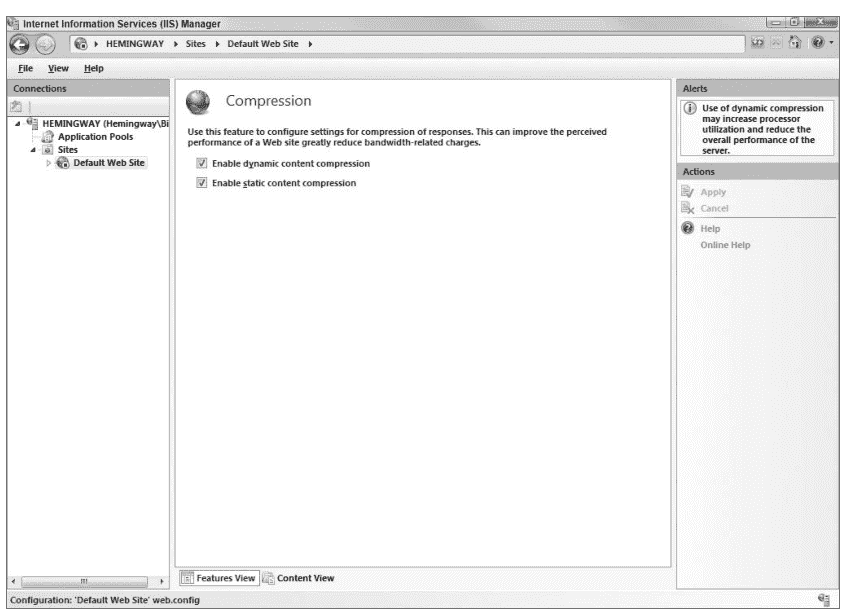 Internet Information Services (IIS) Manager
HEMINGWAY Sites Default Web Site
File View Help
Connections
HEMINGWAY (Hemingway\Bi
Application Pools
Sites
Default Web Site
Compression
Use this feature to configure settings for compression of responses. This can improve the perceived
performance of a Web site greatly reduce bandwidth-related charges.
Enable dynamic content compression
Enable static content compression
Features View Content View
Alerts
Use of dynamic compression
may increase processor
utilization and reduce the
overall performance of the
server.
Actions
Apply
Cancel
Help
Online Help
Configuration: 'Default Web Site' web.config